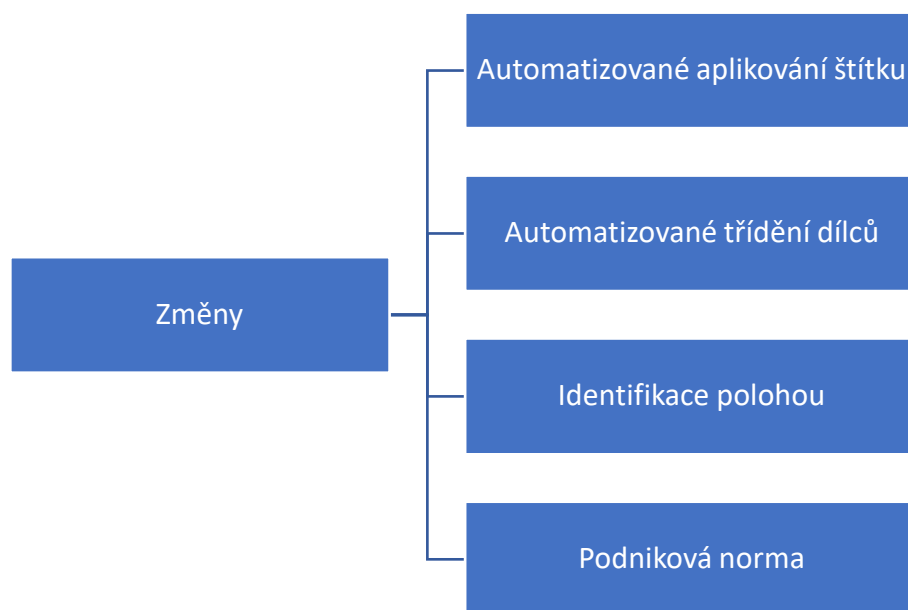 Změny
Automatizované aplikování štítku
Automatizované třídění dílců
Identifikace polohou
Podniková norma